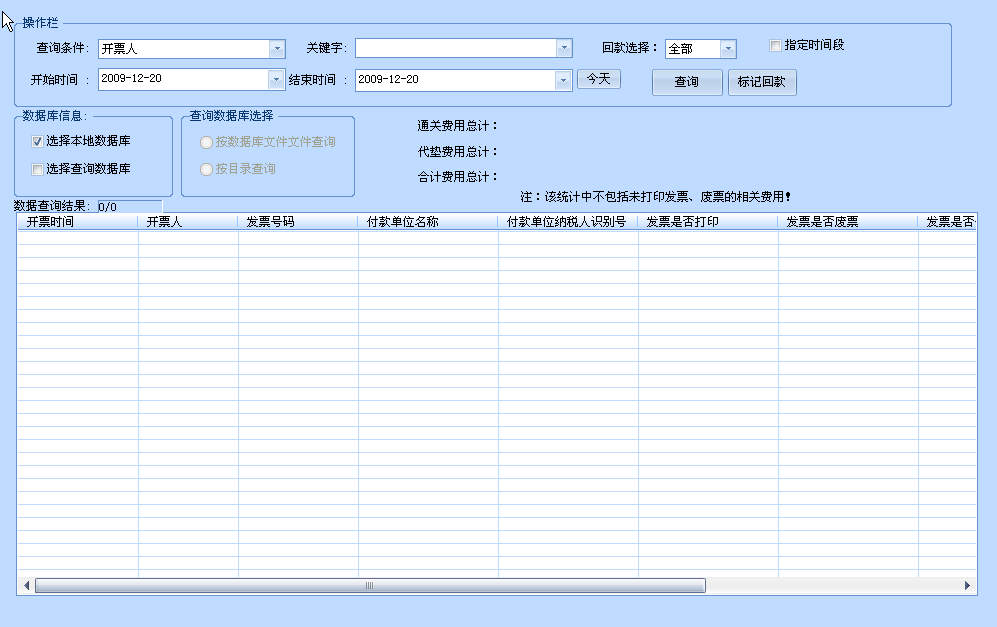 操作栏
查询条件: 开票人 关键字: 回款选择： 全部 指定时间段
开始时间 : 2009-12-20 结束时间 : 2009-12-20 今天 查询 标记回款
数据库信息: 查询数据库选择
选择本地数据库 按数据库文件文件查询 通关费用总计：
代垫费用总计：
选择查询数据库 按目录查询
合计费用总计：
注：该统计中不包括未打印发票、废票的相关费用！
数据查询结果: 0/0
开票时间 开票人 发票号码 付款单位名称 付款单位纳税人识别号 发票是否打印 发票是否废票 发票是否